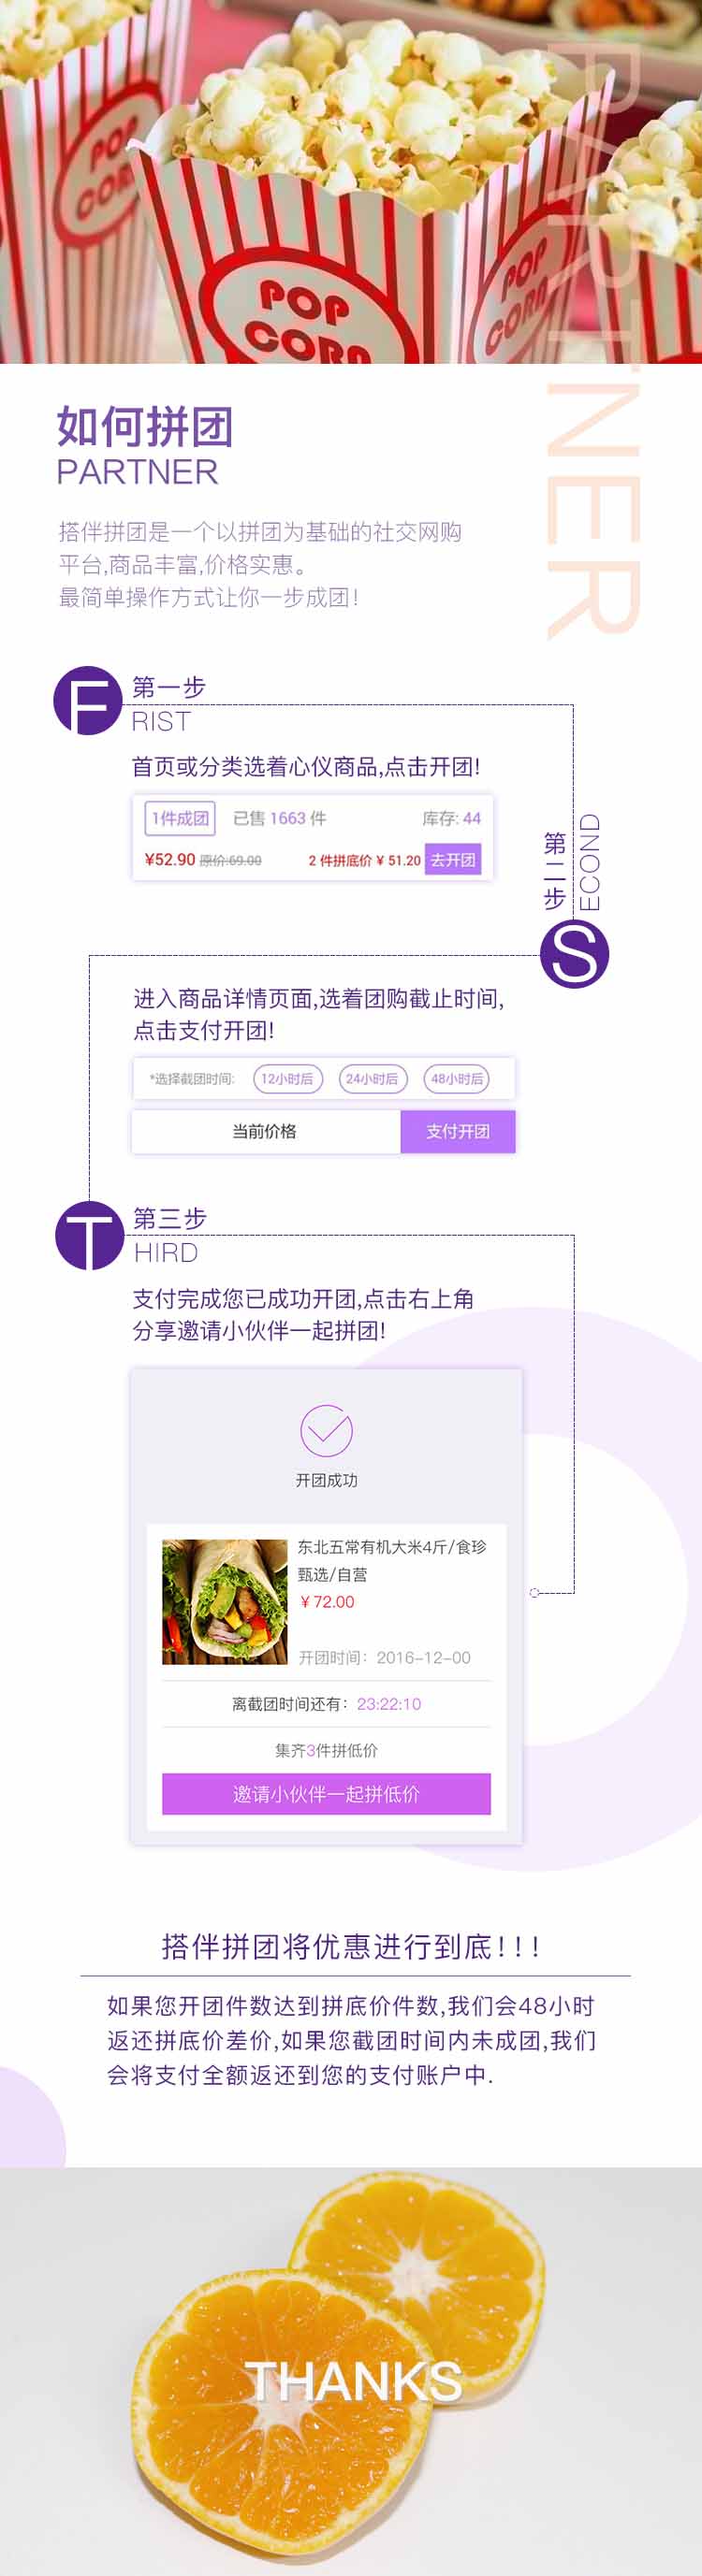 POP
CORN
POP
CORN
POP
CORN
PARTNER
如何拼团
PARTNER
搭伴拼团是一个以拼团为基础的社交网购
平台,商品丰富,价格实惠。
最简单操作方式让你一步成团!
F 第一步
RIST
首页或分类选着心仪商品,点击开团!
1件成团 已售 1663 件 库存: 44
¥52.90 原价:69.00 2 件拼底价 ¥ 51.20 去开团
第二步
S ECOND
进入商品详情页面,选着团购截止时间,
点击支付开团!
*选择截团时间: 12小时后 24小时后 48小时后
当前价格 支付开团
T 第三步
HIRD
支付完成您已成功开团,点击右上角
分享邀请小伙伴一起拼团!
开团成功
东北五常有机大米4斤/食珍
甄选/自营
¥ 72.00
开团时间：2016-12-00
离截团时间还有：23:22:10
集齐3件拼低价
邀请小伙伴一起拼低价
搭伴拼团将优惠进行到底!!!
如果您开团件数达到拼底价件数,我们会48小时
返还拼底价差价,如果您截团时间内未成团,我们
会将支付全额返还到您的支付账户中.
THANKS